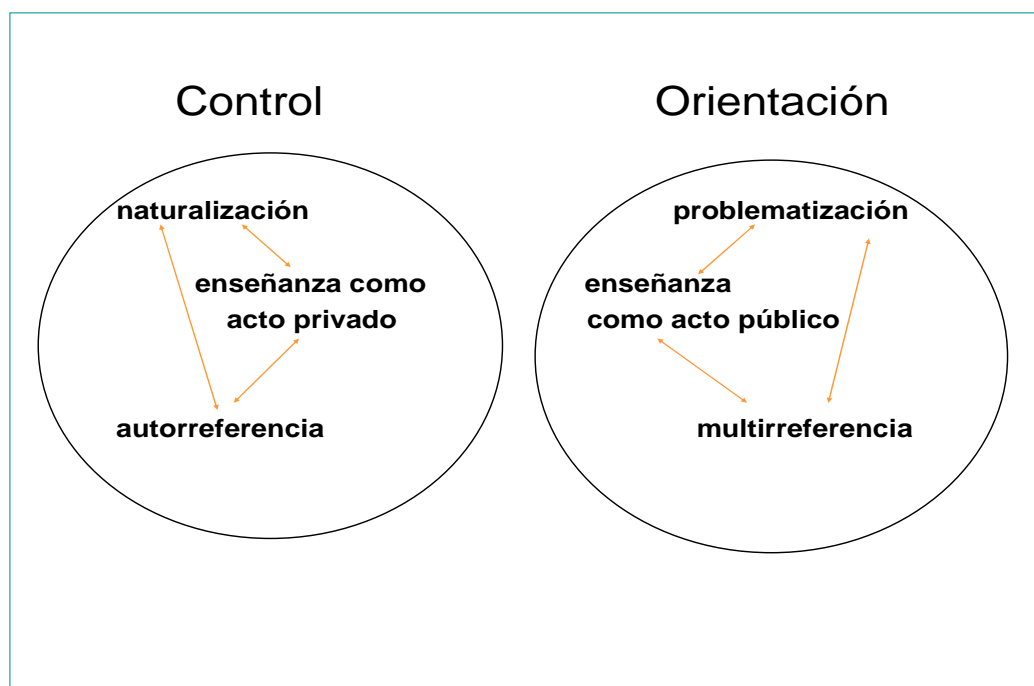 Control
naturalización
enseñanza como
acto privado
autorreferencia
Orientación
problematización
enseñanza
como acto público
multirreferencia